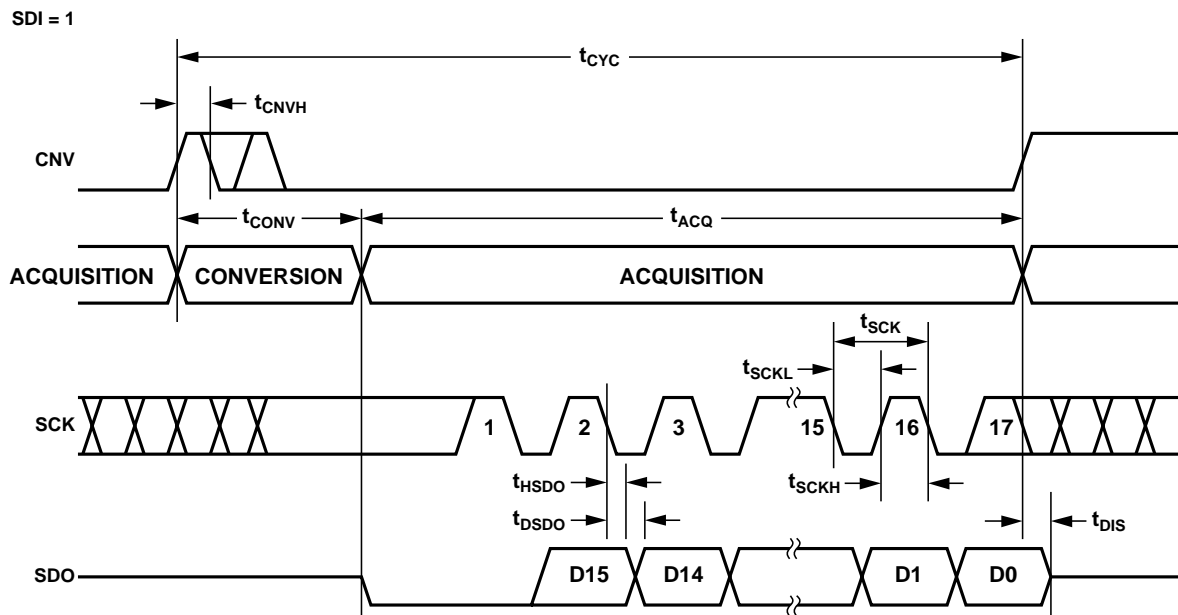 SDI = 1
tCYC
tCNVH
CNV
tCONV
tACQ
ACQUISITION CONVERSION ACQUISITION
tSCK
tSCKL
SCK 1 2 3 15 16 17
tHSDO
tSCKH
tDSDO
tDIS
SDO D15 D14 D1 D0